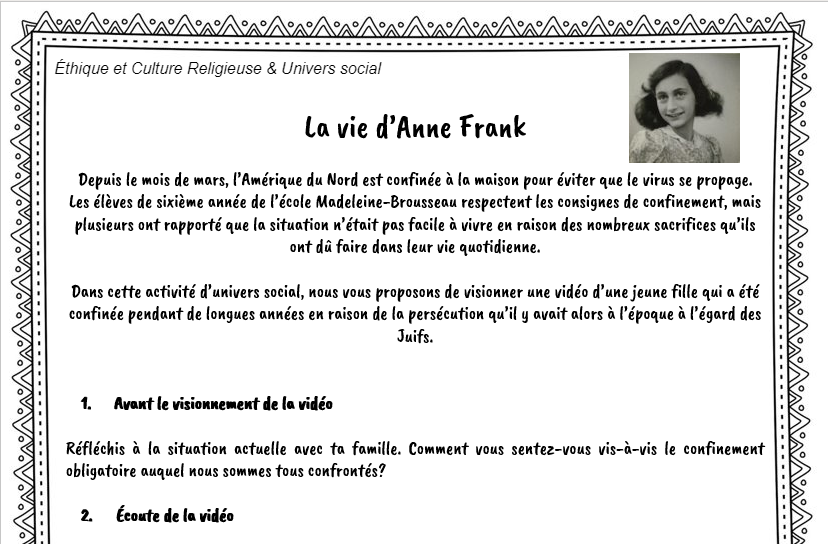 Éthique et Culture Religieuse & Univers social
La vie d'Anne Frank
Depuis le mois de mars, l'Amérique du Nord est confinée à la maison pour éviter que le virus se propage.
Les élèves de sixième année de l'école Madeleine-Brousseau respectent les consignes de confinement, mais
plusieurs ont rapporté que la situation n'était pas facile à vivre en raison des nombreux sacrifices qu'ils
ont dû faire dans leur vie quotidienne.
Dans cette activité d'univers social, nous vous proposons de visionner une vidéo d'une jeune fille qui a été
confinée pendant de longues années en raison de la persécution qu'il y avait alors à l'époque à l'égard des
Juifs.
1. Avant le visionnement de la vidéo
Réfléchis à la situation actuelle avec ta famille. Comment vous sentez-vous vis-à-vis le confinement
obligatoire auquel nous sommes tous confrontés?
2. Écoute de la vidéo